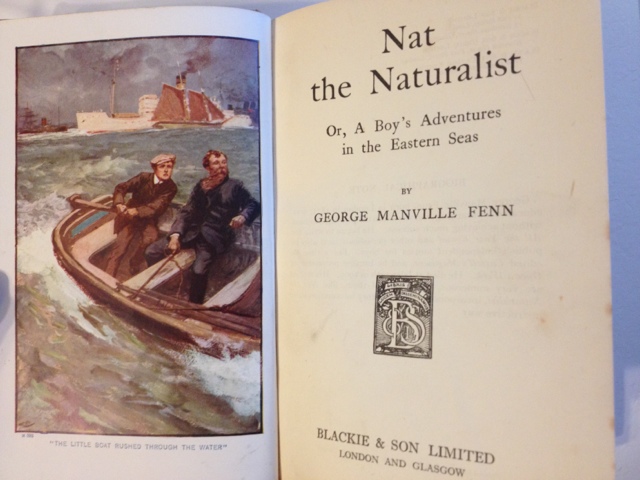 "THE LITTLE BOAT RUSHED THROUGH THE WATER"
Nat
the Naturalist
Or, A Boy's Adventures
in the Eastern Seas
BY
GEORGE MANVILLE FENN
BLACKIE & SON LIMITED
LONDON AND GLASGOW